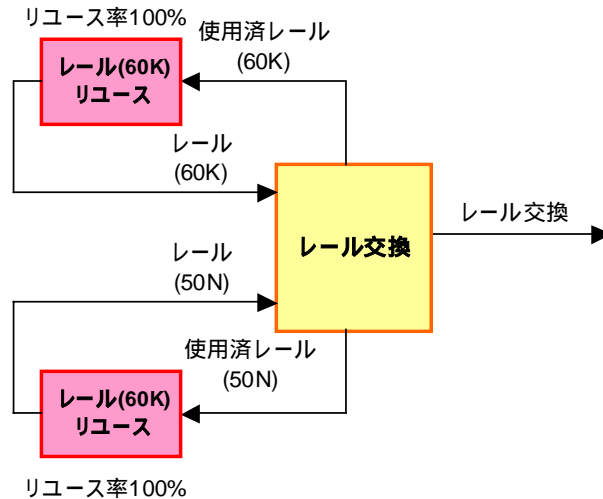 リユース率100%
レール(60K)
リユース
使用済レール
(60K)
レール
(60K)
レール交換
レール交換
レール
(50N)
使用済レール
(50N)
レール(60K)
リユース
リユース率100%